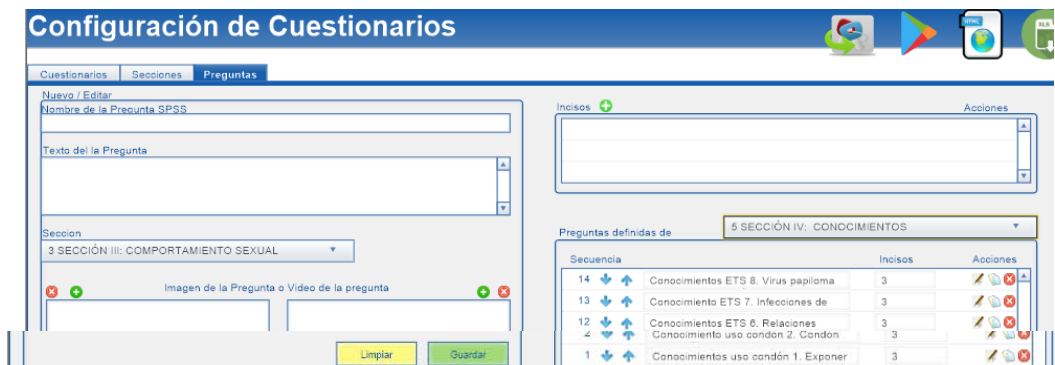 Configuración de Cuestionarios
HTML
XLS
Cuestionarios
Secciones
Preguntas
Nuevo / Editar
Nombre de la Pregunta SPSS
Texto del la Pregunta
Seccion
3 SECCIÓN III: COMPORTAMIENTO SEXUAL
Imagen de la Pregunta o Video de la pregunta
Limpiar
Guardar
Incisos
Acciones
Preguntas definidas de
5 SECCIÓN IV: CONOCIMIENTOS
Secuencia Incisos Acciones
14 Conocimientos ETS 8. Virus papiloma 3
13 Conocimiento ETS 7. Infecciones de 3
12 Conocimientos ETS 6. Relaciones 3
2 Conocimiento uso condón 2. Condón 3
1 Conocimientos uso condón 1. Exponer 3